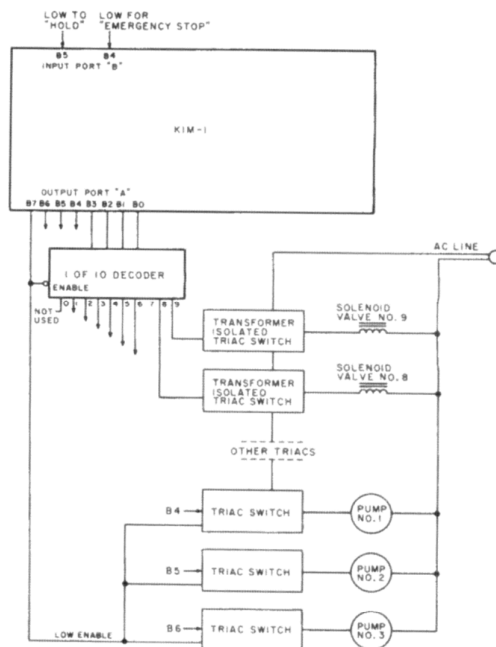 LOW TO
"HOLD"
LOW FOR
"EMERGENCY STOP"
B5
B4
INPUT PORT "B"
KIM-1
OUTPUT PORT "A"
B7 B6 B5 B4 B3 B2 B1 B0
1 OF 10 DECODER
ENABLE
0 1 2 3 4 5 6 7 8 9
NOT
USED
AC LINE
TRANSFORMER
ISOLATED
TRIAC SWITCH
SOLENOID
VALVE NO. 9
TRANSFORMER
ISOLATED
TRIAC SWITCH
SOLENOID
VALVE NO. 8
OTHER TRIACS
B4
TRIAC SWITCH
PUMP
NO. 1
B5
TRIAC SWITCH
PUMP
NO. 2
B6
TRIAC SWITCH
PUMP
NO. 3
LOW ENABLE